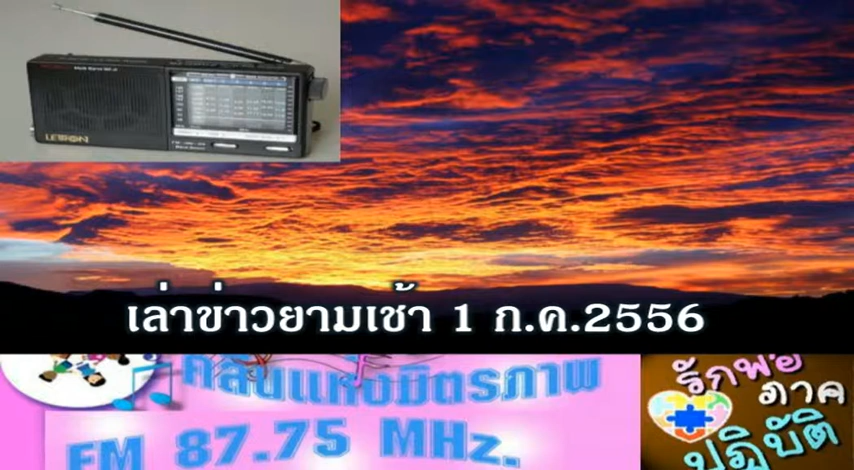 LEISON
เล่าข่าวยามเช้า 1 ก.ค.2556
คลื่นแห่งมิตรภาพ
FM 87.75 MHz.
รักพ่อ
ภาค
ปฏิบัติ